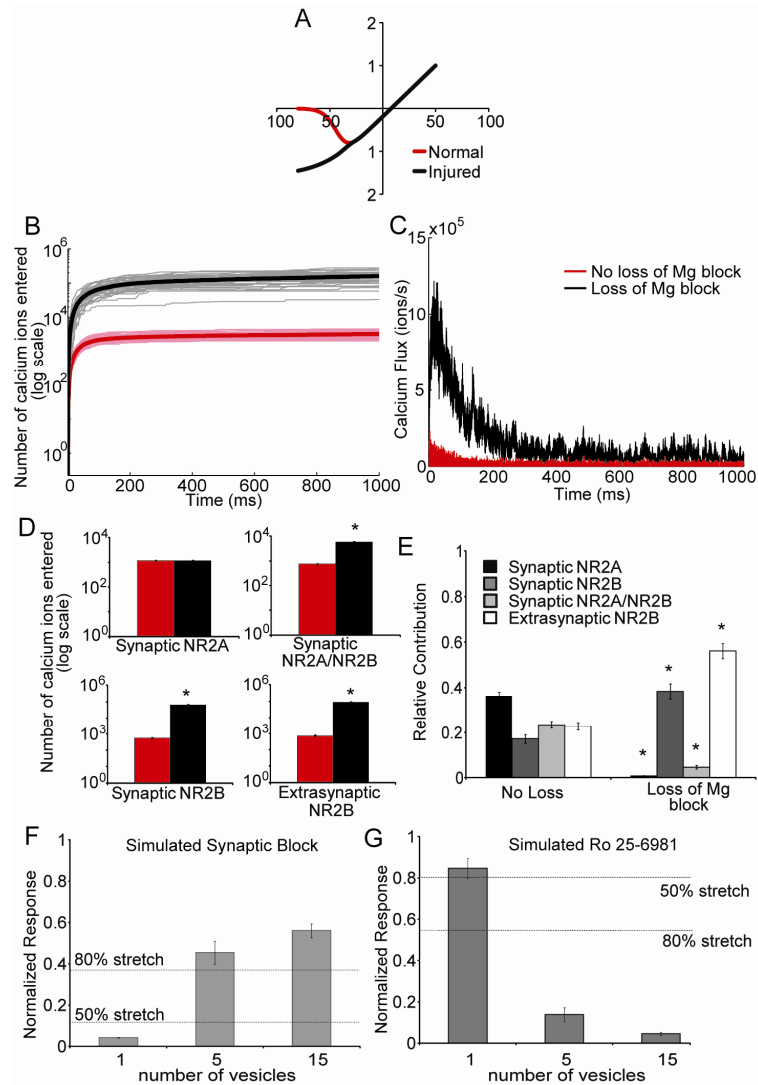 A
2
1
100
50
50
100
1
2
Normal
Injured
B
Number of calcium ions entered
(log scale)
10^6
10^4
10^2
10^0
0
200
400
600
800
1000
Time (ms)
C
15 ×10^5
10
5
0
Calcium Flux (ions/s)
No loss of Mg block
Loss of Mg block
0
200
400
600
800
1000
Time (ms)
D
Number of calcium ions entered
(log scale)
10^4
10^2
10^0
Synaptic NR2A
10^4
10^2
10^0
*
Synaptic
NR2A/NR2B
10^6
10^3
10^0
*
Synaptic NR2B
10^6
10^3
10^0
*
Extrasynaptic
NR2B
E
Relative Contribution
1
0.8
0.6
0.4
0.2
0
Synaptic NR2A
Synaptic NR2B
Synaptic NR2A/NR2B
Extrasynaptic NR2B
*
*
*
*
No Loss
Loss of Mg
block
F
Simulated Synaptic Block
Normalized Response
1
0.8
0.6
0.4
0.2
0
80% stretch
50% stretch
1
5
15
number of vesicles
G
Simulated Ro 25-6981
Normalized Response
1
0.8
0.6
0.4
0.2
0
50% stretch
80% stretch
1
5
15
number of vesicles